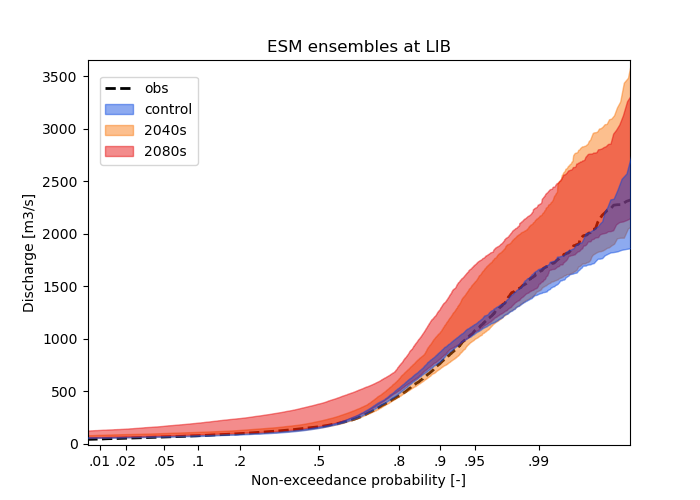 ESM ensembles at LIB
3500
3000
2500
2000
1500
1000
500
0
Discharge [m3/s]
obs
control
2040s
2080s
.01 .02 .05 .1 .2 .5 .8 .9 .95 .99
Non-exceedance probability [-]